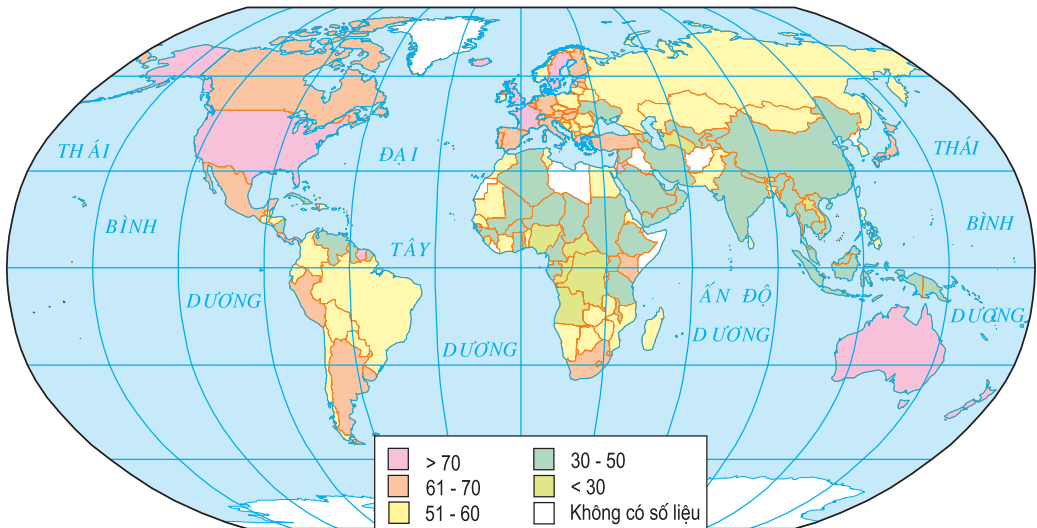 THÁI
ĐẠI
THÁI
BÌNH
TÂY
BÌNH
DƯƠNG
ẤN ĐỘ
DƯƠNG
DƯƠNG
DƯƠNG
> 70
61 - 70
51 - 60
30 - 50
< 30
Không có số liệu